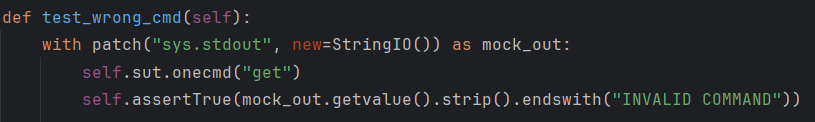 def test_wrong_cmd(self):
    with patch("sys.stdout", new=StringIO()) as mock_out:
        self.sut.onecmd("get")
        self.assertTrue(mock_out.getvalue().strip().endswith("INVALID COMMAND"))